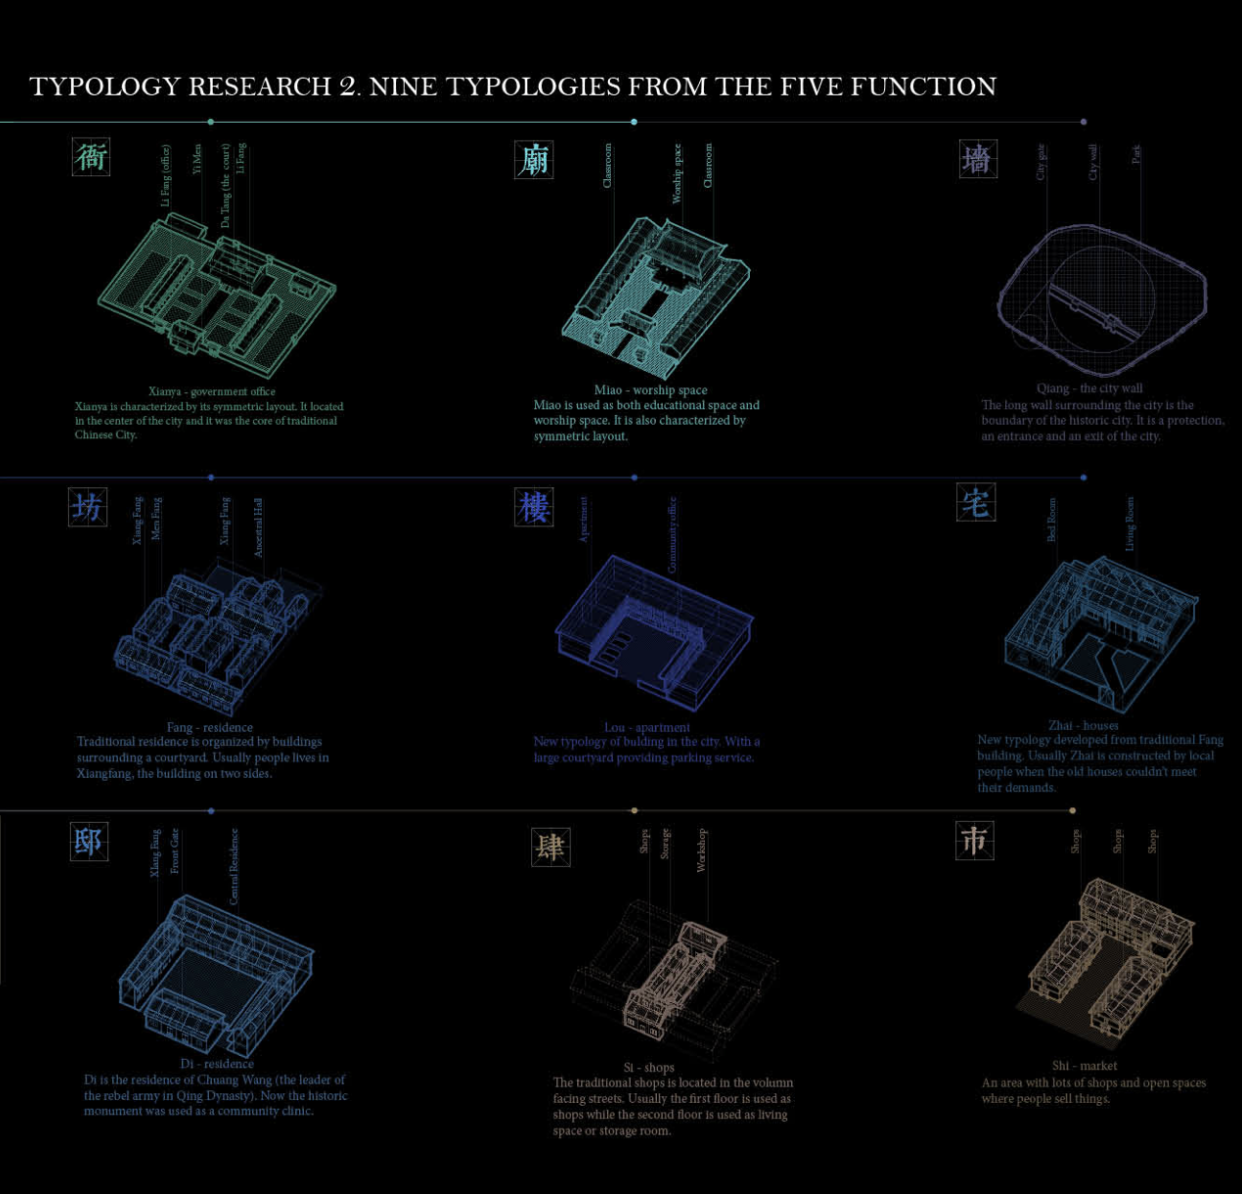 TYPOLOGY RESEARCH 2. NINE TYPOLOGIES FROM THE FIVE FUNCTION
衙
Li Fang (office)
Yi Men
Da Tang (the court)
Li Fang
Xianya - government office
Xianya is characterized by its symmetric layout. It located
in the center of the city and it was the core of traditional
Chinese City.
廟
Classroom
Worship space
Classroom
Miao - worship space
Miao is used as both educational space and
worship space. It is also characterized by
symmetric layout.
墻
City gate
City wall
Park
Qiang - the city wall
The long wall surrounding the city is the
boundary of the historic city. It is a protection,
an entrance and an exit of the city.
坊
Xiang Fang
Men Fang
Xiang Fang
Ancestral Hall
Fang - residence
Traditional residence is organized by buildings
surrounding a courtyard. Usually people lives in
Xiangfang, the building on two sides.
樓
Apartment
Community office
Lou - apartment
New typology of bulding in the city. With a
large courtyard providing parking service.
宅
Bed Room
Living Room
Zhai - houses
New typology developed from traditional Fang
building. Usually Zhai is constructed by local
people when the old houses couldn't meet
their demands.
邸
XIang Fang
Front Gate
Central Residence
Di - residence
Di is the residence of Chuang Wang (the leader of
the rebel army in Qing Dynasty). Now the historic
monument was used as a community clinic.
肆
Shops
Storage
Workshop
Si - shops
The traditional shops is located in the volumn
facing streets. Usually the first floor is used as
shops while the second floor is used as living
space or storage room.
市
Shops
Shops
Shops
Shi - market
An area with lots of shops and open spaces
where people sell things.